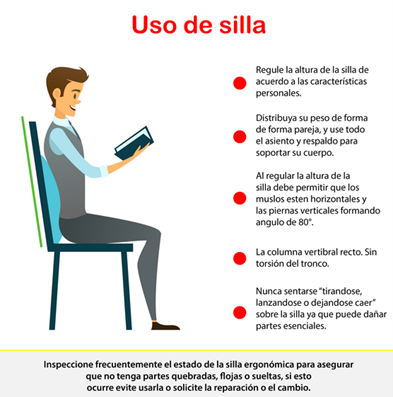 Uso de silla
Regule la altura de la silla de
acuerdo a las características
personales.
Distribuya su peso de forma
de forma pareja, y use todo
el asiento y respaldo para
soportar su cuerpo.
Al regular la altura de la
silla debe permitir que los
muslos esten horizontales y
las piernas verticales formando
angulo de 80°.
La columna vertibral recto. Sin
torsión del tronco.
Nunca sentarse “tirandose,
lanzandose o dejandose caer”
sobre la silla ya que puede dañar
partes esenciales.
Inspeccione frecuentemente el estado de la silla ergonómica para asegurar
que no tenga partes quebradas, flojas o sueltas, si esto
ocurre evite usarla o solicite la reparación o el cambio.